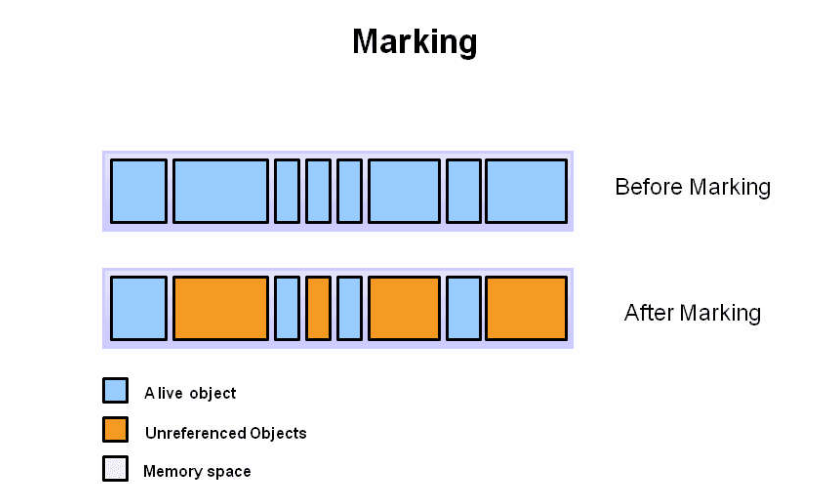 Marking
Before Marking
After Marking
A live object
Unreferenced Objects
Memory space